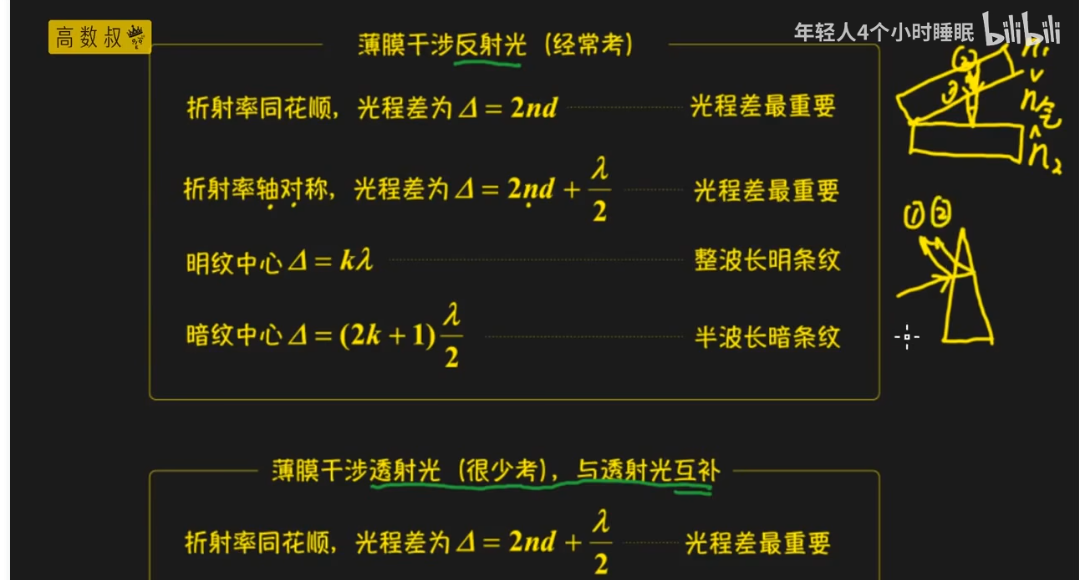 高数叔
年轻人4个小时睡眠 bilibili
薄膜干涉反射光（经常考）
折射率同花顺，光程差为 Δ = 2nd 光程差最重要
折射率轴对称，光程差为 Δ = 2nd + λ/2 光程差最重要
明纹中心 Δ = kλ 整波长明条纹
暗纹中心 Δ = (2k + 1) λ/2 半波长暗条纹
n₁
∨
n气
∧
n₂
① ②
薄膜干涉透射光（很少考），与透射光互补
折射率同花顺，光程差为 Δ = 2nd + λ/2 光程差最重要